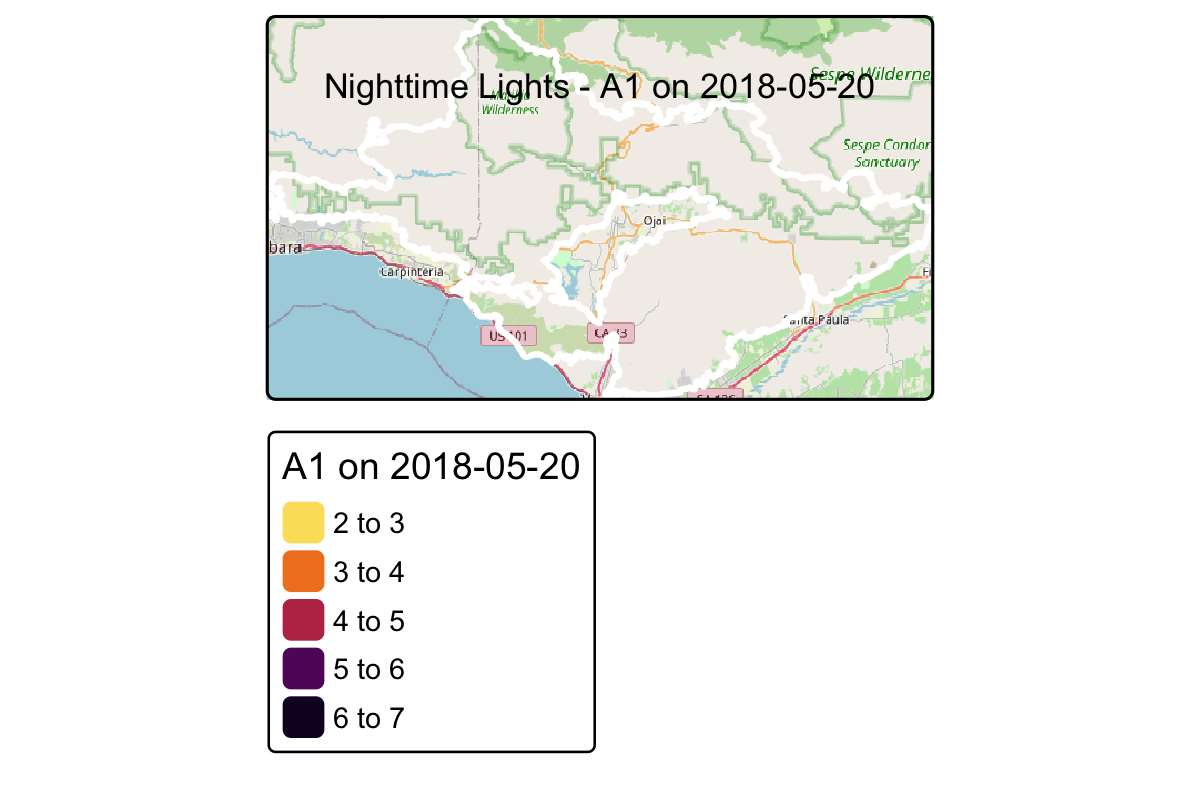 Sespe Wilderne
Nighttime Lights - A1 on 2018-05-20
Wilderness
Sespe Condor
Sanctuary
Ojai
bara
Carpinteria
Fi
Santa Paula
US 101
CA 33
A1 on 2018-05-20
2 to 3
3 to 4
4 to 5
5 to 6
6 to 7